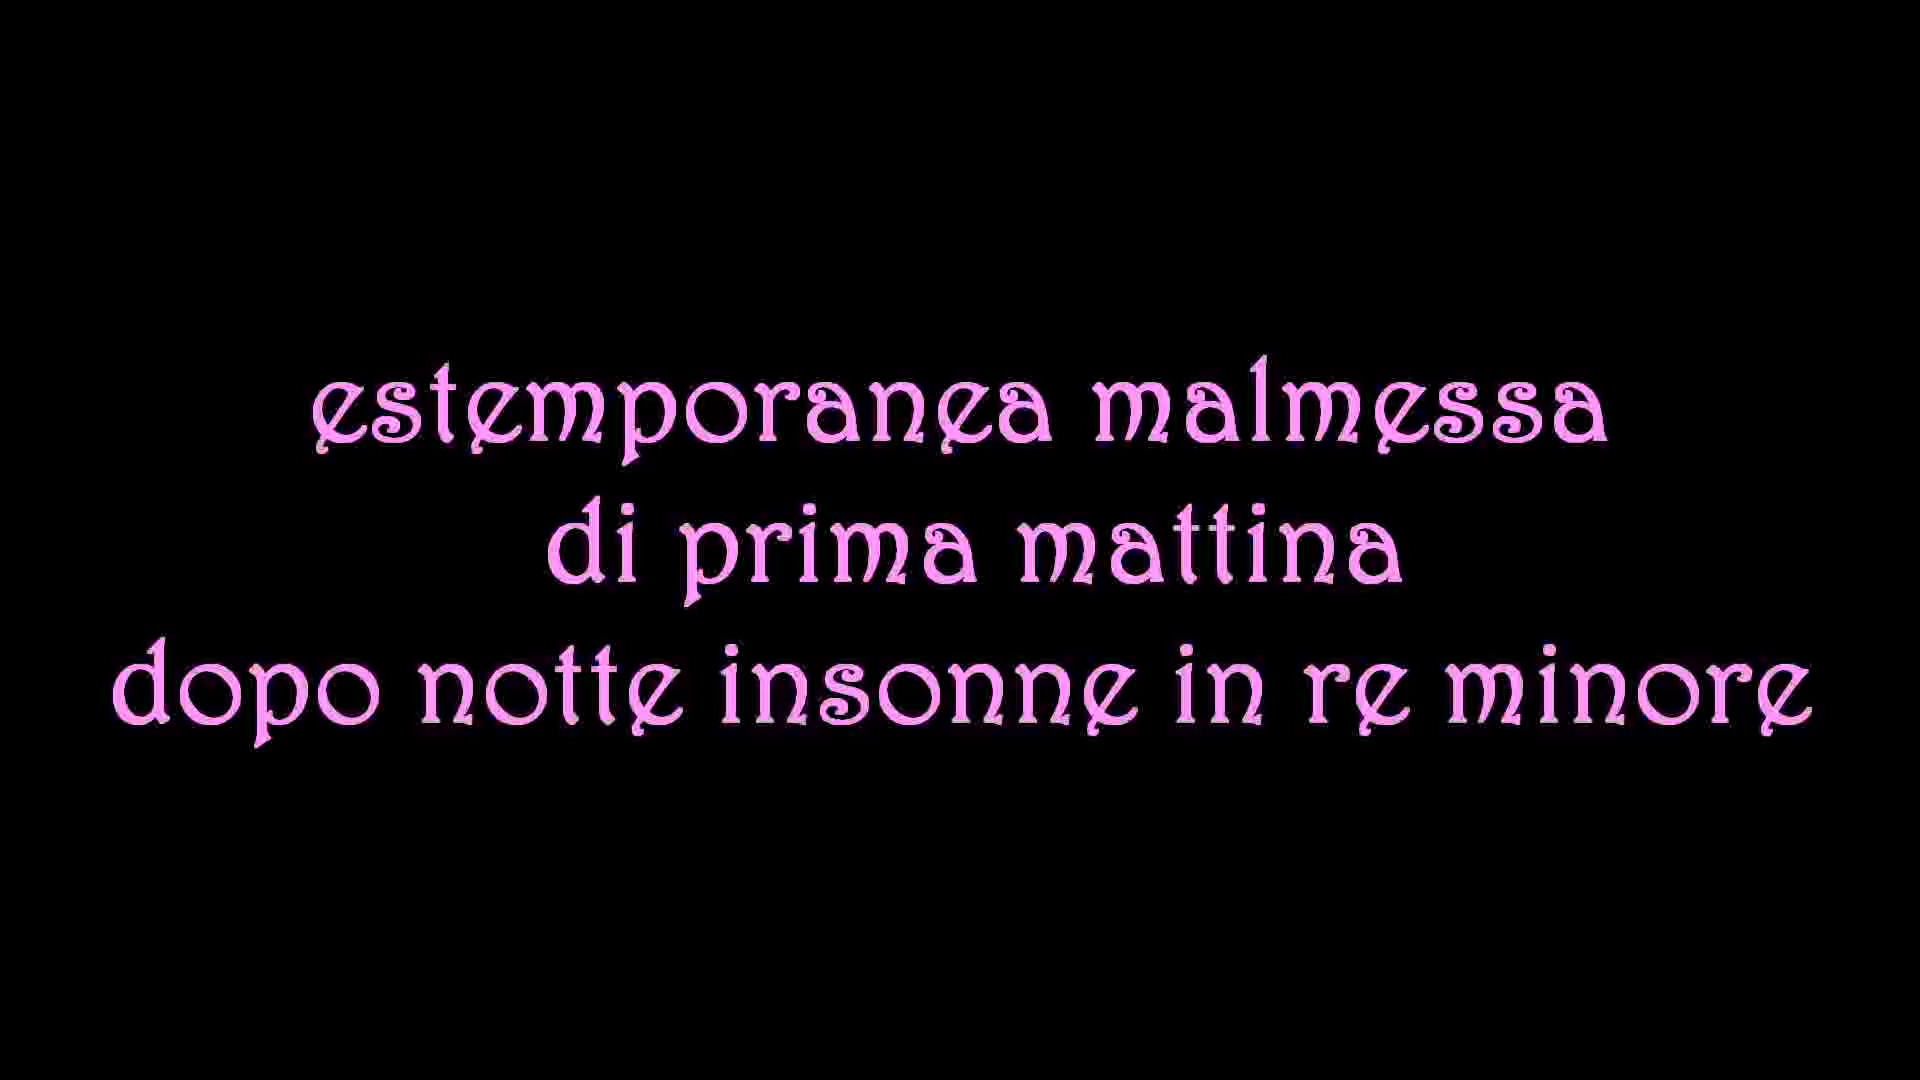 estemporanea malmessa
di prima mattina
dopo notte insonne in re minore